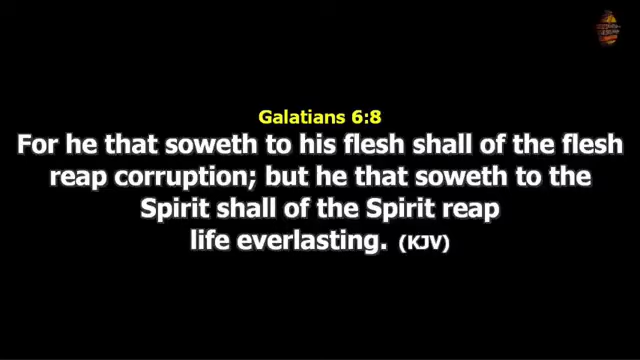 Galatians 6:8
For he that soweth to his flesh shall of the flesh
reap corruption; but he that soweth to the
Spirit shall of the Spirit reap
life everlasting. (KJV)